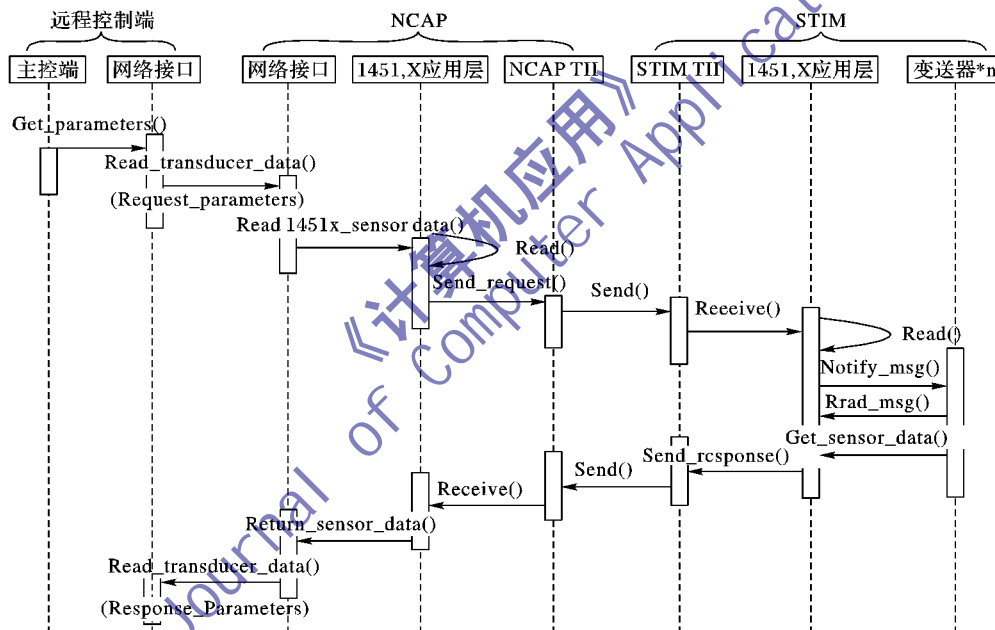 远程控制端 NCAP STIM
主控端 网络接口 网络接口 1451,X应用层 NCAP TII STIM TII 1451,X应用层 变送器*n
Get_parameters()
Read_transducer_data()
(Request_parameters)
Read 1451x_sensor data()
Read()
Send_request()
Send()
Reeeive()
Read()
Notify_msg()
Rrad_msg()
Get_sensor_data()
Send_rcsponse()
Send()
Receive()
Return_sensor_data()
Read_transducer_data()
(Response_Parameters)
《计算机应用》
Journal of Computer Applicat